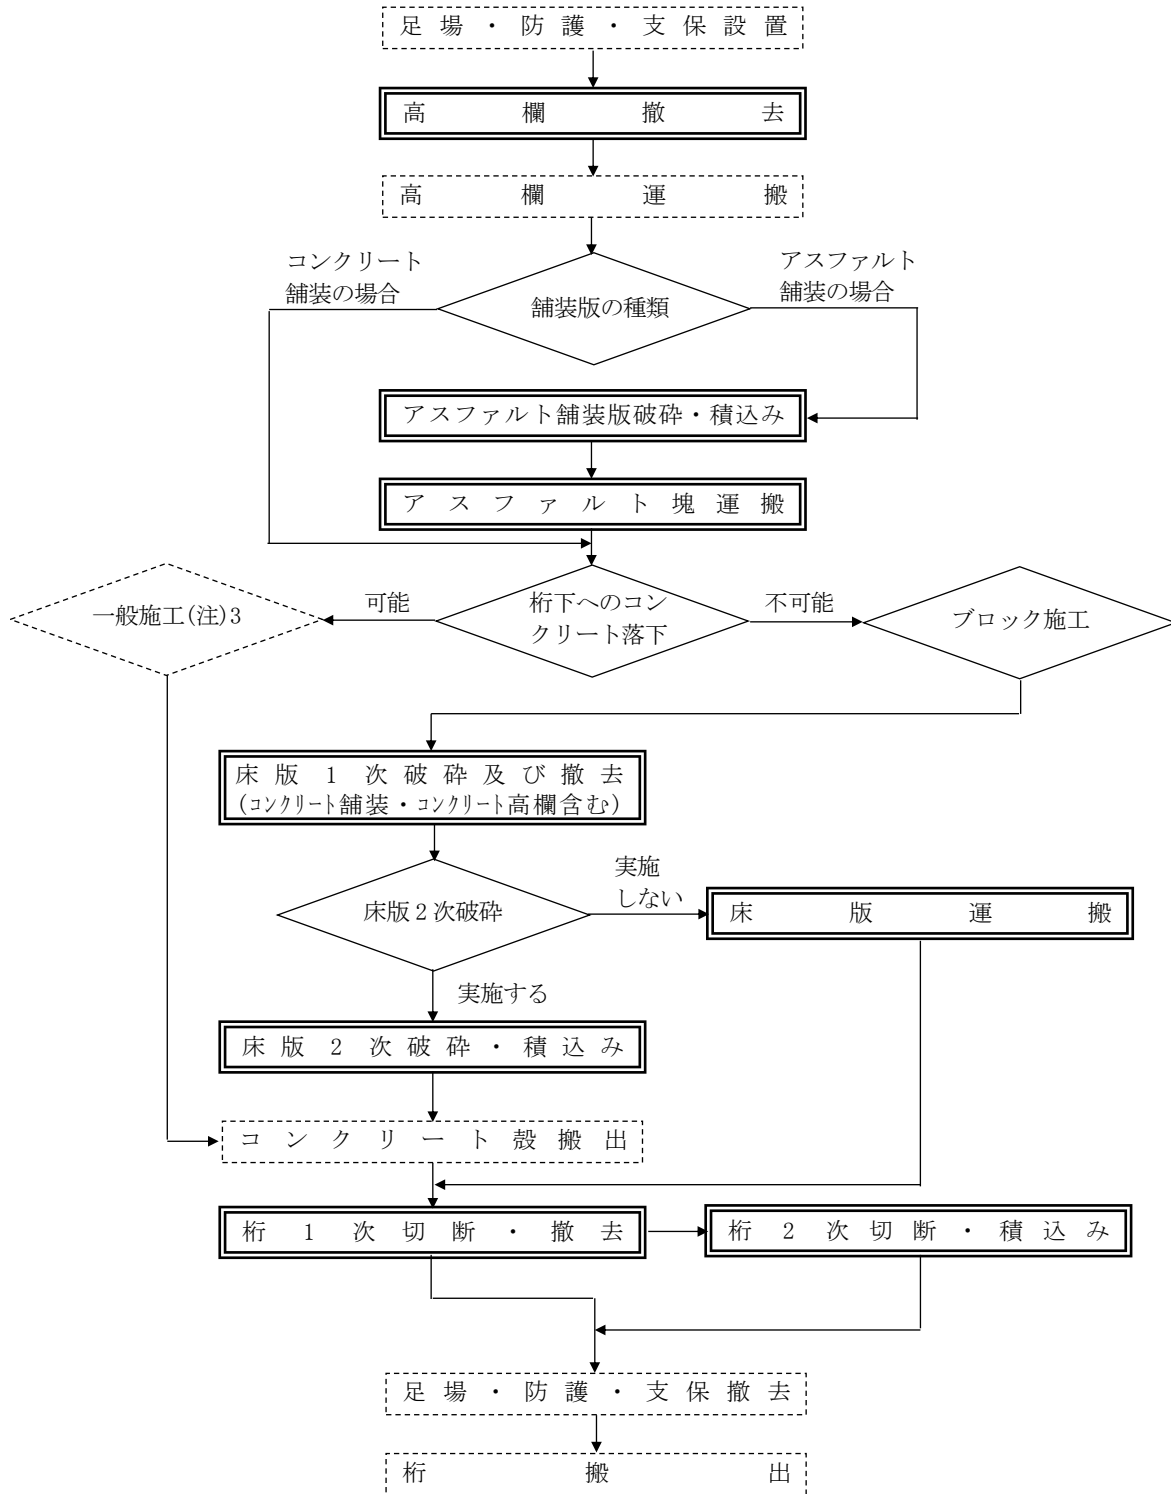 足場・防護・支保設置
高欄撤去
高欄運搬
コンクリート
舗装の場合
アスファルト
舗装の場合
舗装版の種類
アスファルト舗装版破砕・積込み
アスファルト塊運搬
一般施工(注)3
可能
桁下へのコン
クリート落下
不可能
ブロック施工
床版1次破砕及び撤去
(ｺﾝｸﾘｰﾄ舗装・ｺﾝｸﾘｰﾄ高欄含む)
床版2次破砕
実施
しない
床版運搬
実施する
床版2次破砕・積込み
コンクリート殻搬出
桁1次切断・撤去
桁2次切断・積込み
足場・防護・支保撤去
桁搬出